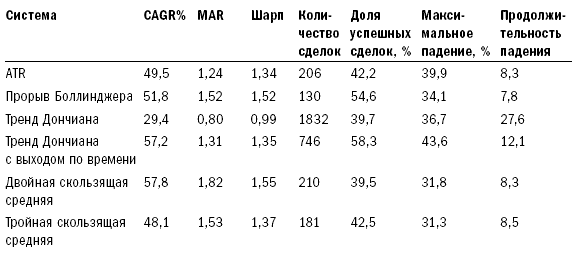 Система CAGR% MAR Шарп Коли- Доля Макси- Продолжи-
чество успешных мальное тельность
сделок сделок, % падение, % падения
ATR 49,5 1,24 1,34 206 42,2 39,9 8,3
Прорыв Боллинджера 51,8 1,52 1,52 130 54,6 34,1 7,8
Тренд Дончиана 29,4 0,80 0,99 1832 39,7 36,7 27,6
Тренд Дончиана 57,2 1,31 1,35 746 58,3 43,6 12,1
с выходом по времени
Двойная скользящая 57,8 1,82 1,55 210 39,5 31,8 8,3
средняя
Тройная скользящая 48,1 1,53 1,37 181 42,5 31,3 8,5
средняя